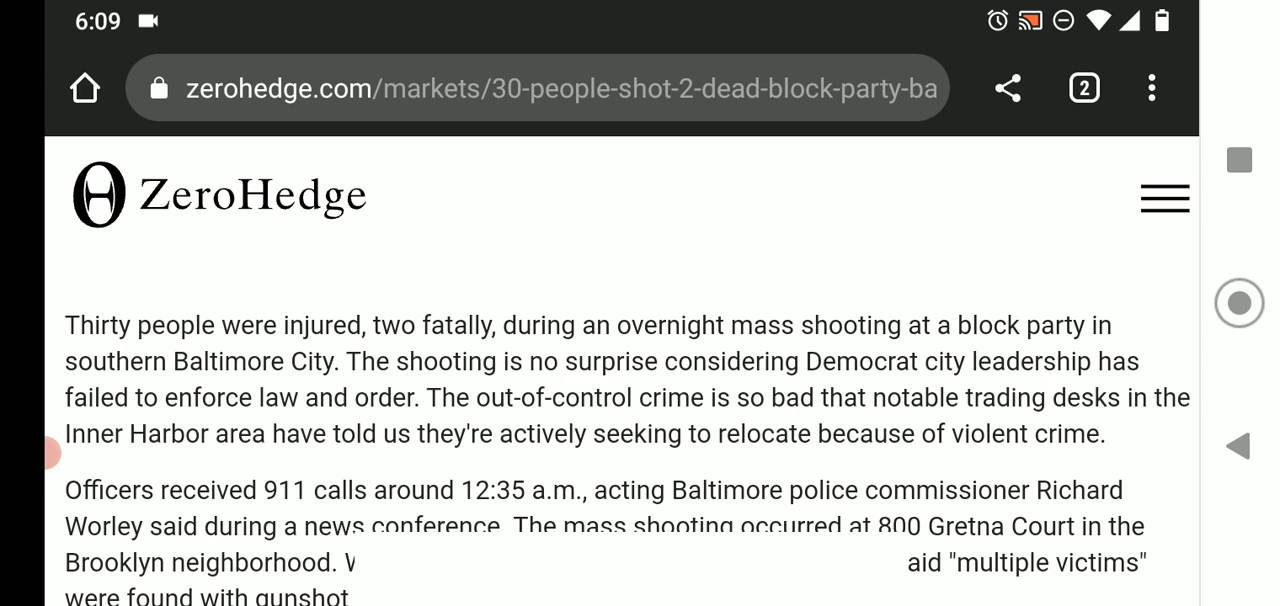 6:09
zerohedge.com/markets/30-people-shot-2-dead-block-party-ba
2
ZeroHedge
Thirty people were injured, two fatally, during an overnight mass shooting at a block party in
southern Baltimore City. The shooting is no surprise considering Democrat city leadership has
failed to enforce law and order. The out-of-control crime is so bad that notable trading desks in the
Inner Harbor area have told us they're actively seeking to relocate because of violent crime.
Officers received 911 calls around 12:35 a.m., acting Baltimore police commissioner Richard
Worley said during a news conference. The mass shooting occurred at 800 Gretna Court in the
Brooklyn neighborhood. aid "multiple victims"
were found with gunshot